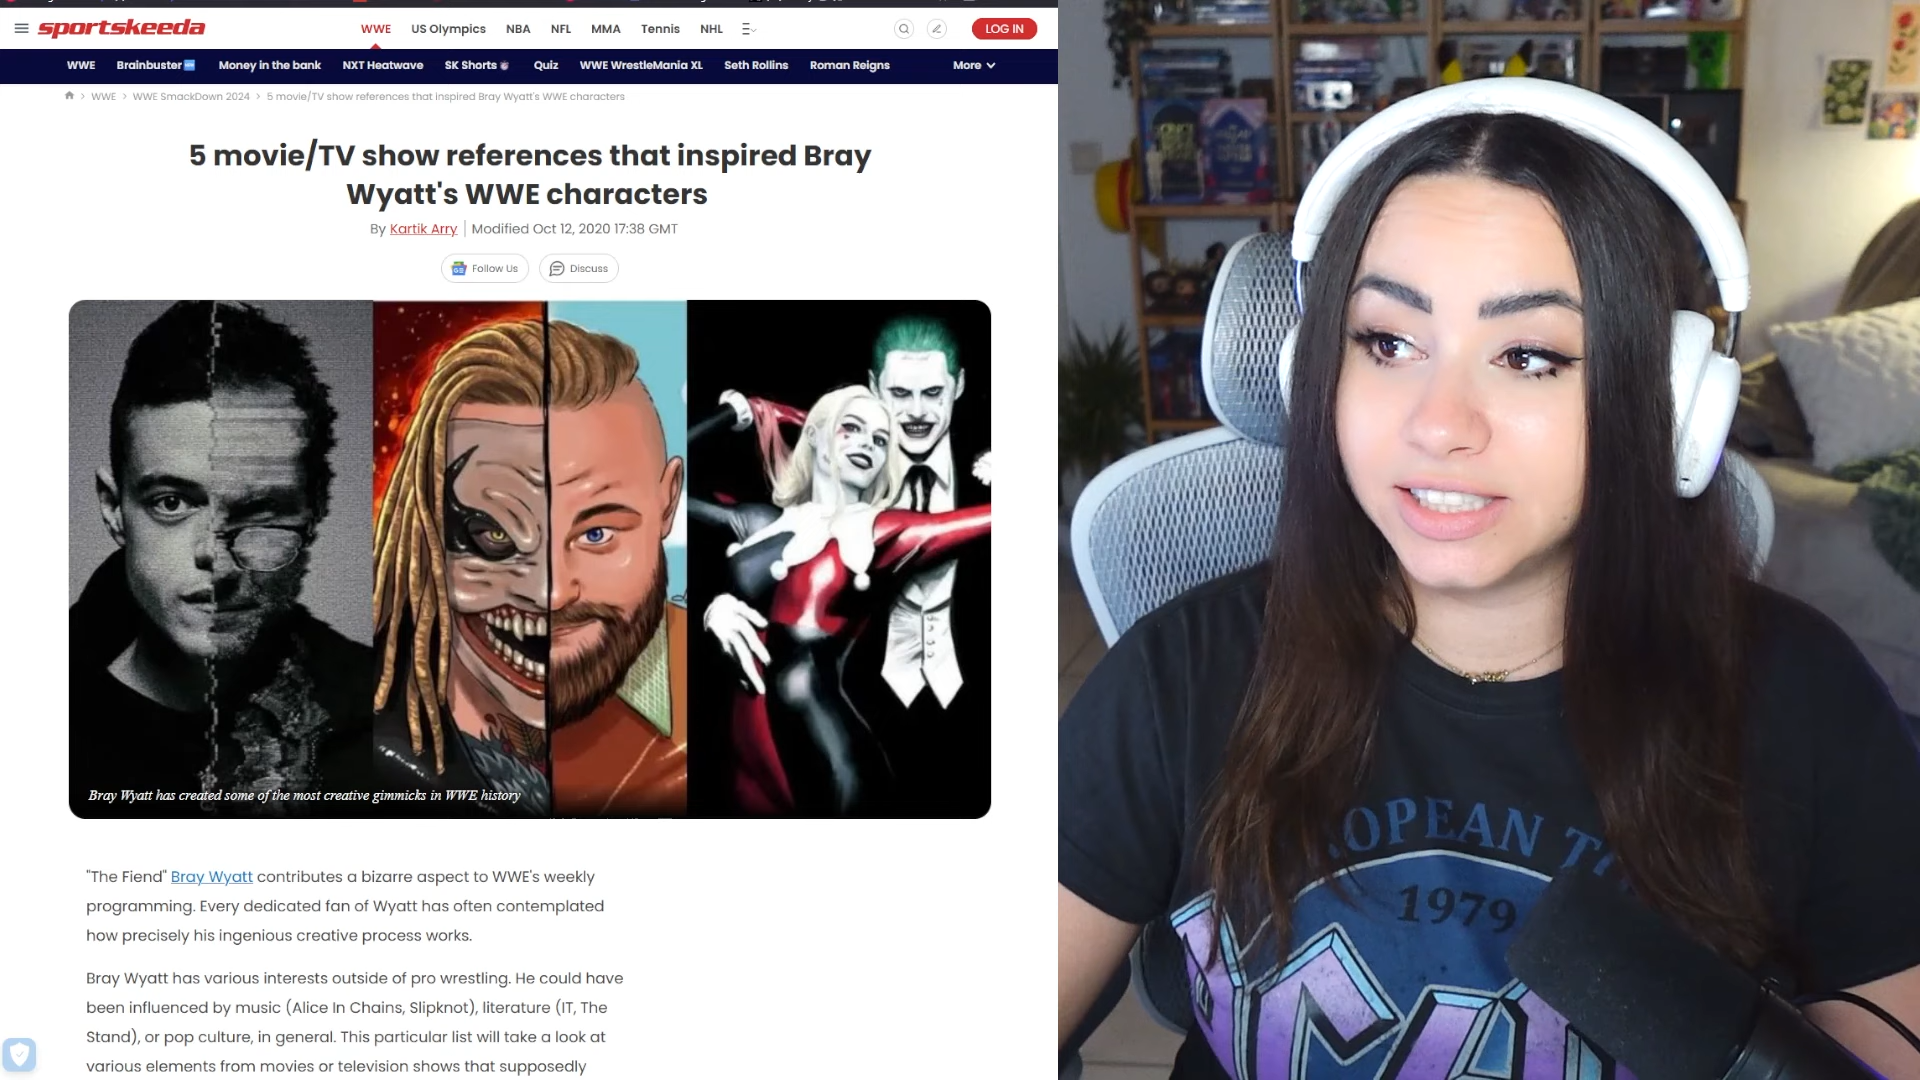 sportskeeda
WWE US Olympics NBA NFL MMA Tennis NHL
LOG IN
WWE Brainbuster Money in the bank NXT Heatwave SK Shorts Quiz WWE WrestleMania XL Seth Rollins Roman Reigns More
WWE > WWE SmackDown 2024 > 5 movie/TV show references that inspired Bray Wyatt's WWE characters
5 movie/TV show references that inspired Bray
Wyatt's WWE characters
By Kartik Arry | Modified Oct 12, 2020 17:38 GMT
Follow Us Discuss
Bray Wyatt has created some of the most creative gimmicks in WWE history
"The Fiend" Bray Wyatt contributes a bizarre aspect to WWE's weekly
programming. Every dedicated fan of Wyatt has often contemplated
how precisely his ingenious creative process works.
Bray Wyatt has various interests outside of pro wrestling. He could have
been influenced by music (Alice In Chains, Slipknot), literature (IT, The
Stand), or pop culture, in general. This particular list will take a look at
various elements from movies or television shows that supposedly
1979